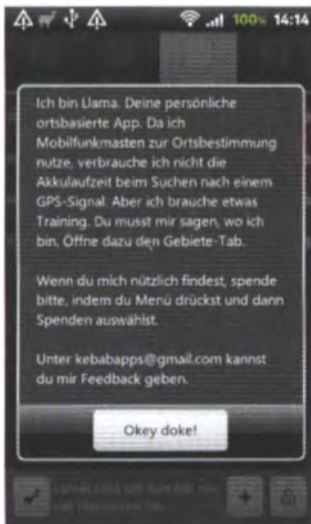 100% 14:14
Ich bin Llama. Deine persönliche
ortsbasierte App. Da ich
Mobilfunkmasten zur Ortsbestimmung
nutze, verbrauche ich nicht die
Akkulaufzeit beim Suchen nach einem
GPS-Signal. Aber ich brauche etwas
Training. Du musst mir sagen, wo ich
bin. Öffne dazu den Gebiete-Tab.
Wenn du mich nützlich findest, spende
bitte, indem du Menü drückst und dann
Spenden auswählst.
Unter kebabapps@gmail.com kannst
du mir Feedback geben.
Okey doke!